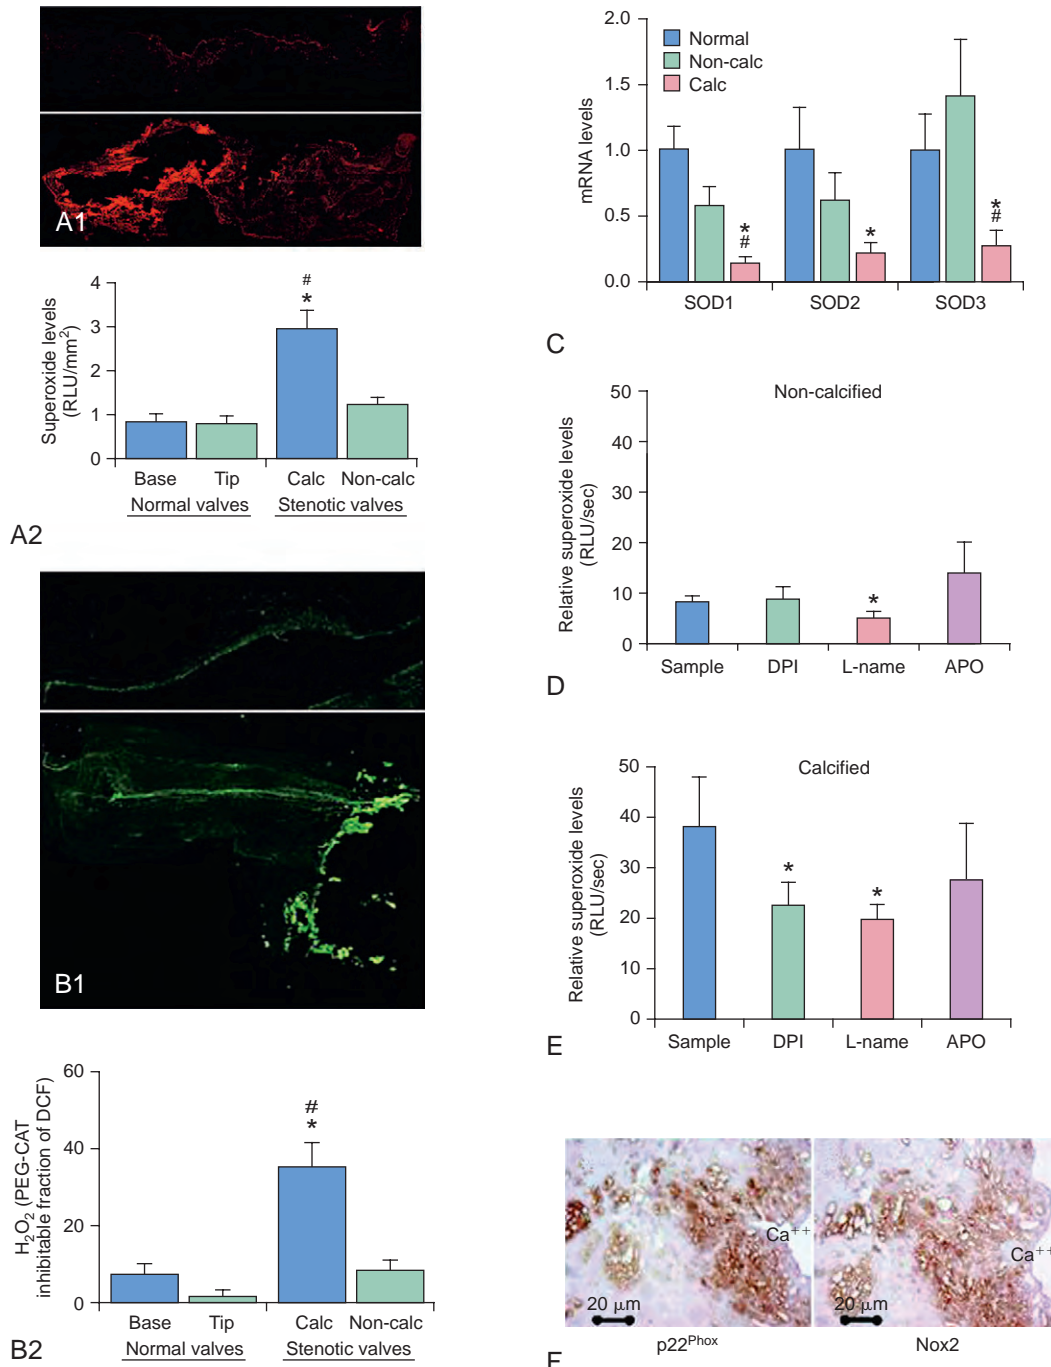 A1
4
3
2
1
0
Superoxide levels
(RLU/mm²)
#
*
Base
Tip
Calc
Non-calc
Normal valves
Stenotic valves
A2
B1
60
40
20
0
H₂O₂ (PEG-CAT
inhibitable fraction of DCF)
#
*
Base
Tip
Calc
Non-calc
Normal valves
Stenotic valves
B2
2.0
1.5
1.0
0.5
0.0
mRNA levels
Normal
Non-calc
Calc
*
#
*
*
#
SOD1
SOD2
SOD3
C
Non-calcified
50
40
30
20
10
0
Relative superoxide levels
(RLU/sec)
*
Sample
DPI
L-name
APO
D
Calcified
50
40
30
20
10
0
Relative superoxide levels
(RLU/sec)
*
*
Sample
DPI
L-name
APO
E
Ca⁺⁺
Ca⁺⁺
20 μm
20 μm
p22ᴾʰᵒˣ
Nox2